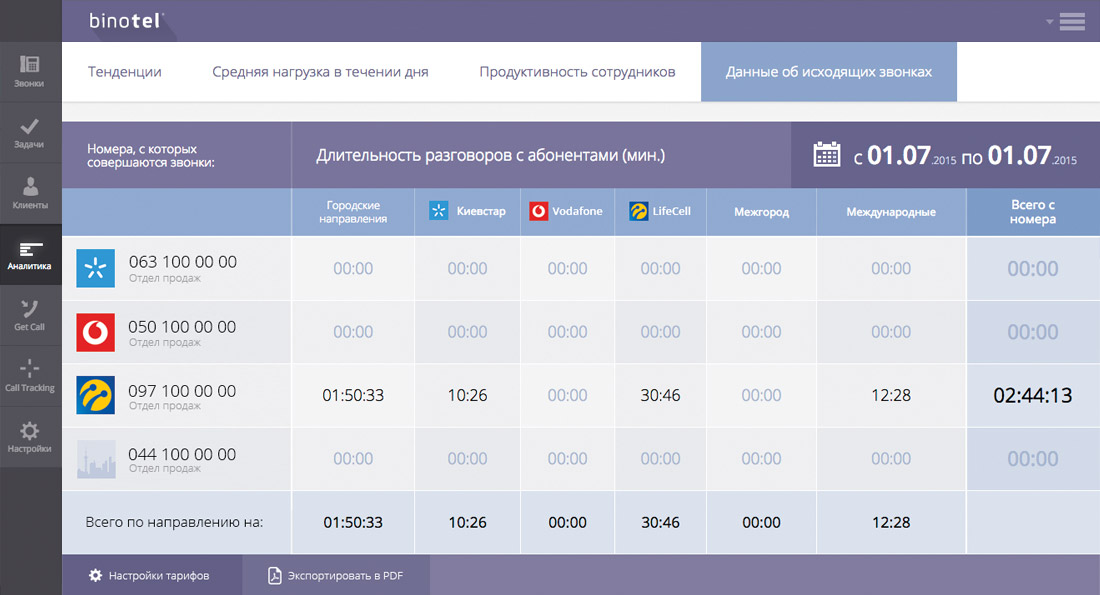 binotel
Тенденции
Средняя нагрузка в течении дня
Продуктивность сотрудников
Данные об исходящих звонках
Звонки
Задачи
Клиенты
Аналитика
Get Call
Call Tracking
Настройки
Номера, с которых
совершаются звонки:
Длительность разговоров с абонентами (мин.)
с 01.07.2015 по 01.07.2015
Городские
направления
Киевстар
Vodafone
LifeCell
Межгород
Международные
Всего с
номера
063 100 00 00
Отдел продаж
00:00 00:00 00:00 00:00 00:00 00:00 00:00
050 100 00 00
Отдел продаж
00:00 00:00 00:00 00:00 00:00 00:00 00:00
097 100 00 00
Отдел продаж
01:50:33 10:26 00:00 30:46 00:00 12:28 02:44:13
044 100 00 00
Отдел продаж
00:00 00:00 00:00 00:00 00:00 00:00 00:00
Всего по направлению на: 01:50:33 10:26 00:00 30:46 00:00 12:28
Настройки тарифов
Экспортировать в PDF